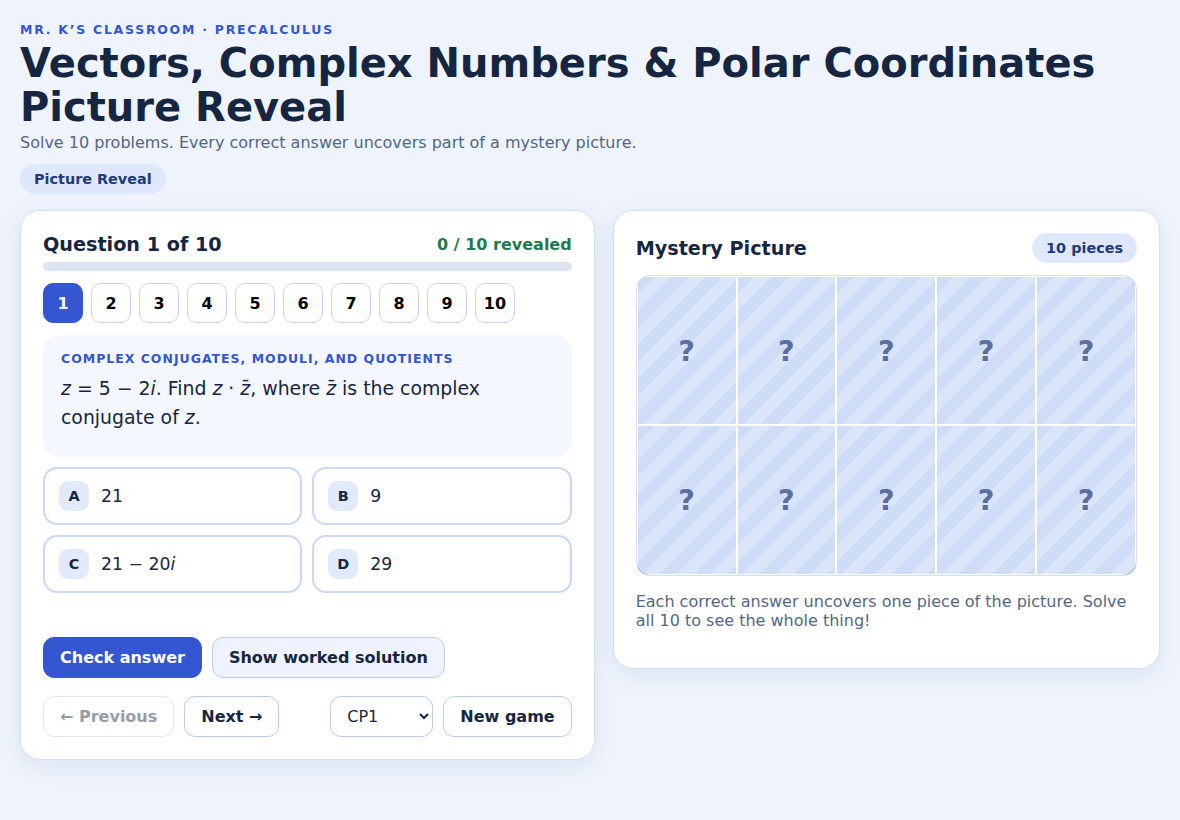 MR. K’S CLASSROOM · PRECALCULUS
Vectors, Complex Numbers & Polar Coordinates
Picture Reveal
Solve 10 problems. Every correct answer uncovers part of a mystery picture.
Picture Reveal
Question 1 of 10
0 / 10 revealed
1 2 3 4 5 6 7 8 9 10
COMPLEX CONJUGATES, MODULI, AND QUOTIENTS
z = 5 − 2i. Find z · z̄, where z̄ is the complex
conjugate of z.
A 21
B 9
C 21 − 20i
D 29
Check answer
Show worked solution
← Previous
Next →
CP1
New game
Mystery Picture
10 pieces
? ? ? ? ?
? ? ? ? ?
Each correct answer uncovers one piece of the picture. Solve
all 10 to see the whole thing!